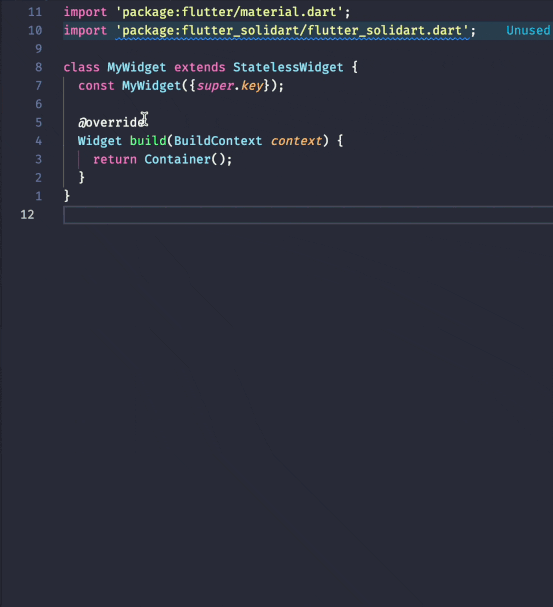 11 import 'package:flutter/material.dart';
10 import 'package:flutter_solidart/flutter_solidart.dart'; Unused
9
8 class MyWidget extends StatelessWidget {
7 const MyWidget({super.key});
6
5 @override
4 Widget build(BuildContext context) {
3 return Container();
2 }
1 }
12